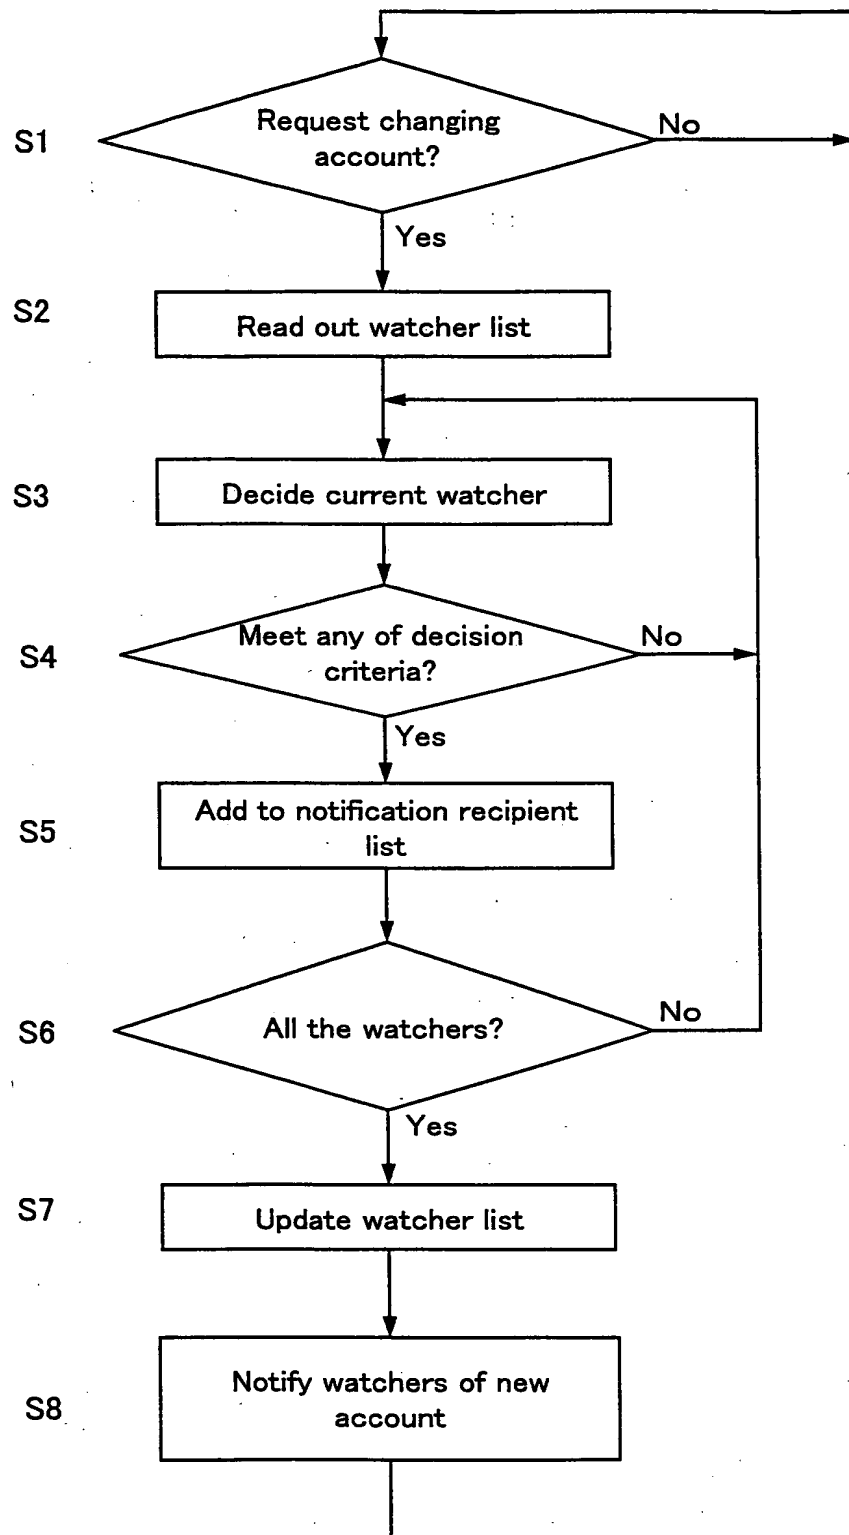 S1
Request changing
account?
No
Yes
S2
Read out watcher list
S3
Decide current watcher
S4
Meet any of decision
criteria?
No
Yes
S5
Add to notification recipient
list
S6
All the watchers?
No
Yes
S7
Update watcher list
S8
Notify watchers of new
account